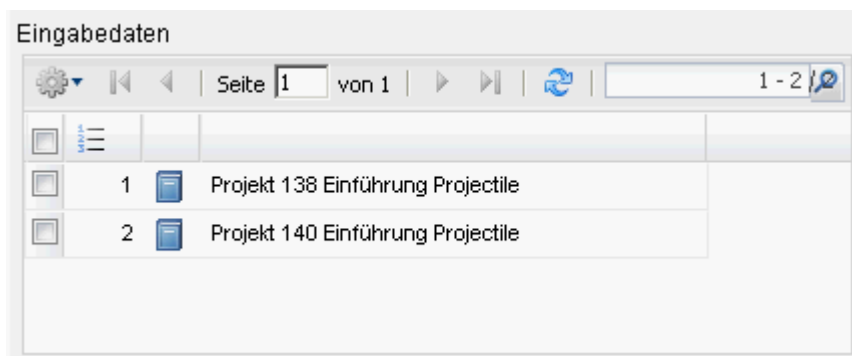 Eingabedaten
Seite 1 von 1 1 - 2 /
1 Projekt 138 Einführung Projectile
2 Projekt 140 Einführung Projectile